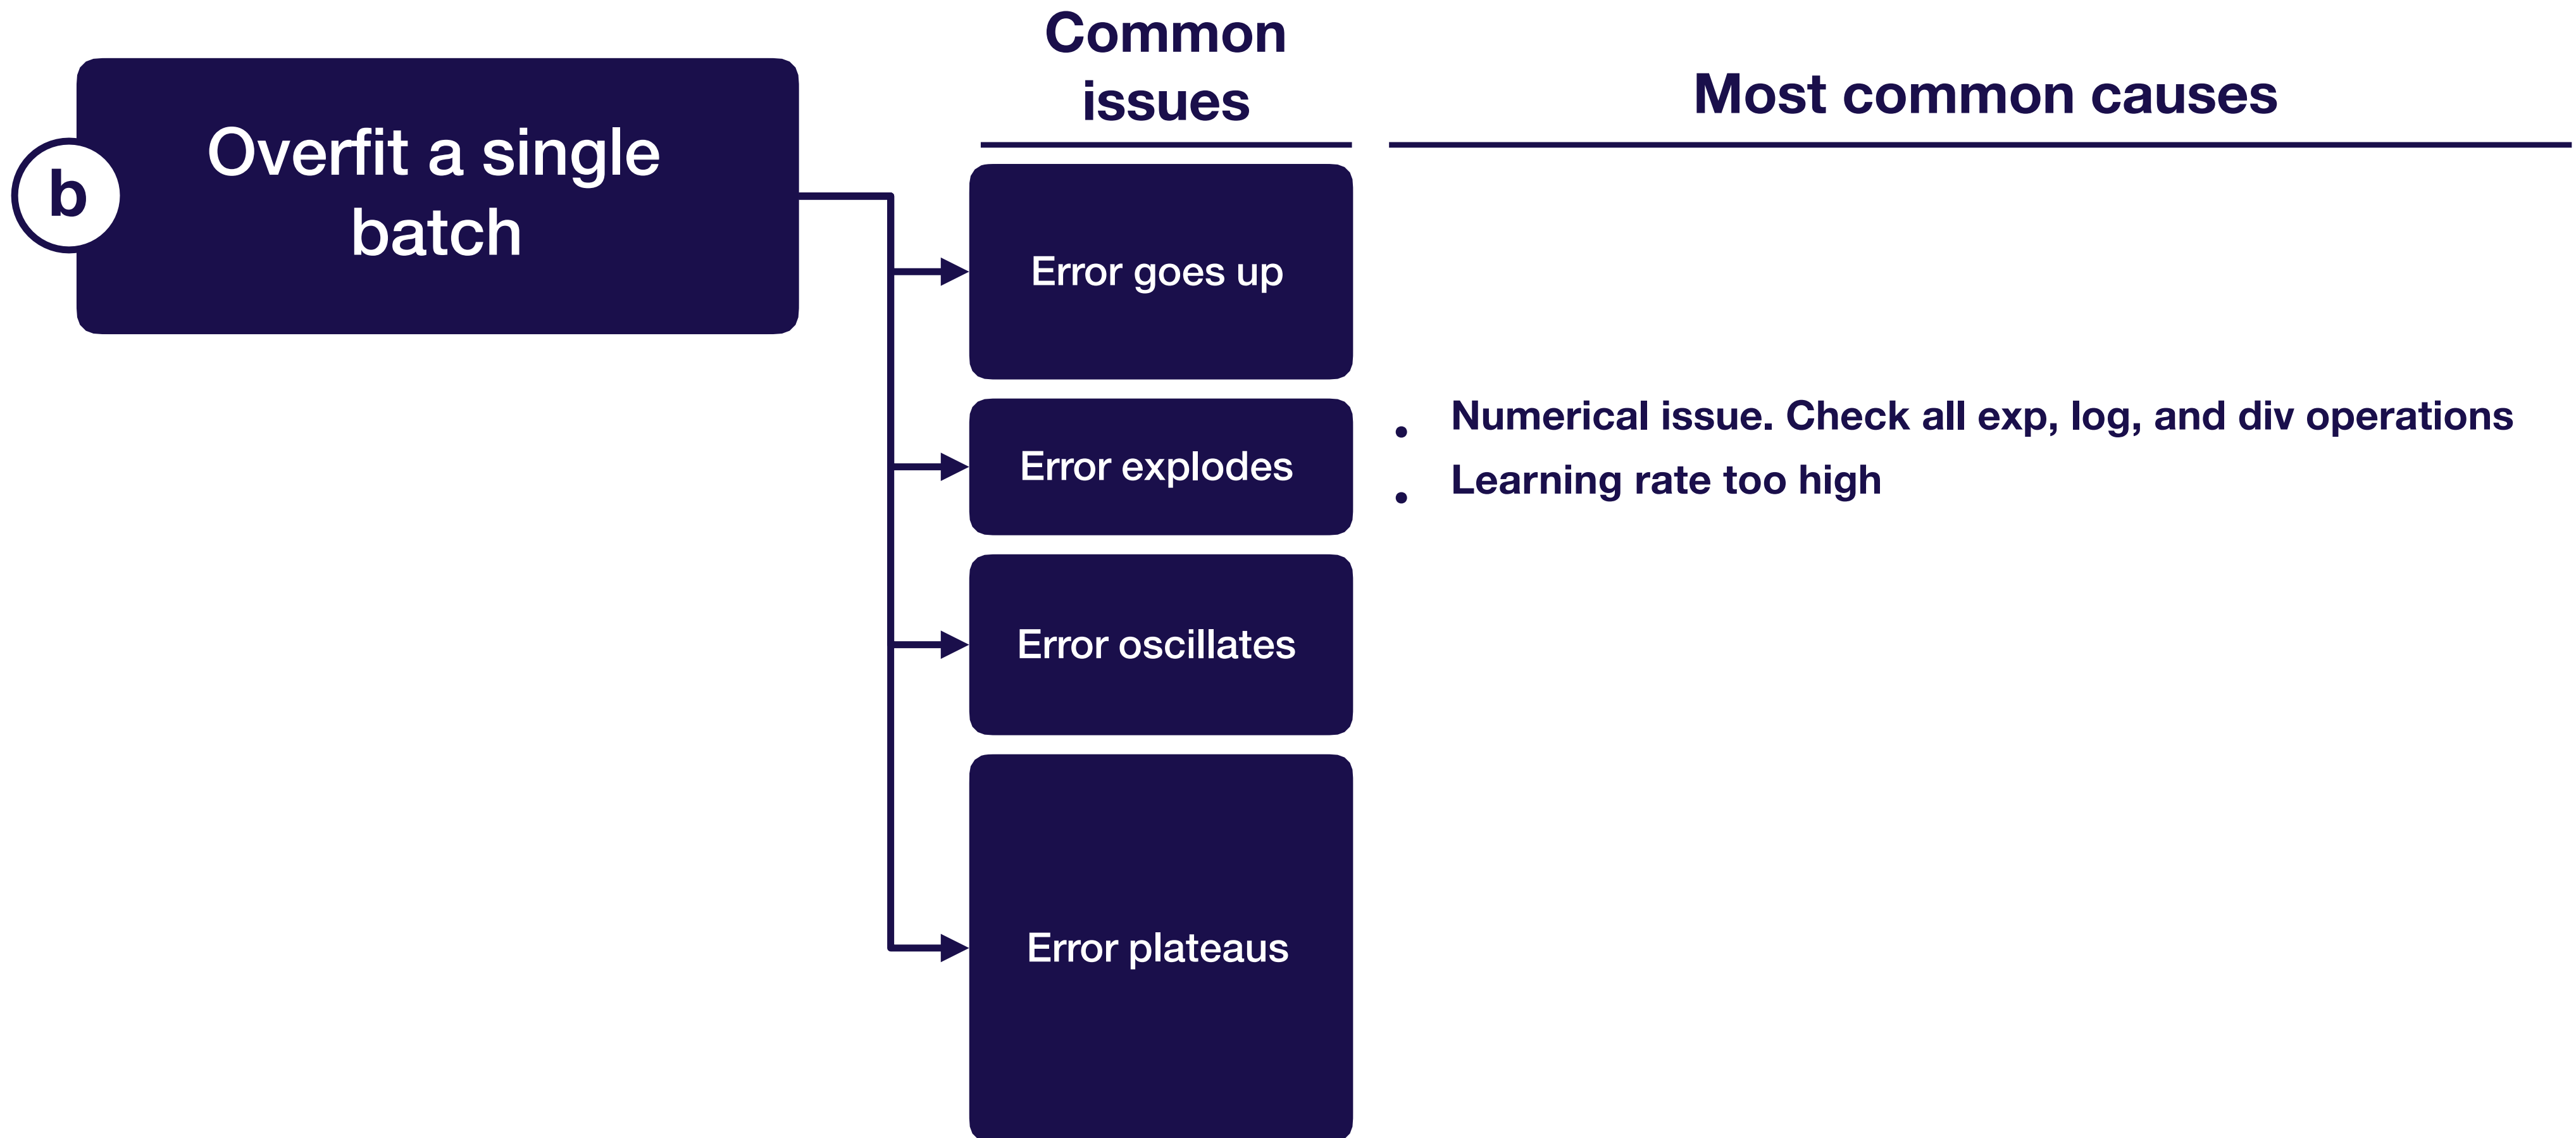 b
Overfit a single
batch
Common
issues
Most common causes
Error goes up
Error explodes
• Numerical issue. Check all exp, log, and div operations
• Learning rate too high
Error oscillates
Error plateaus